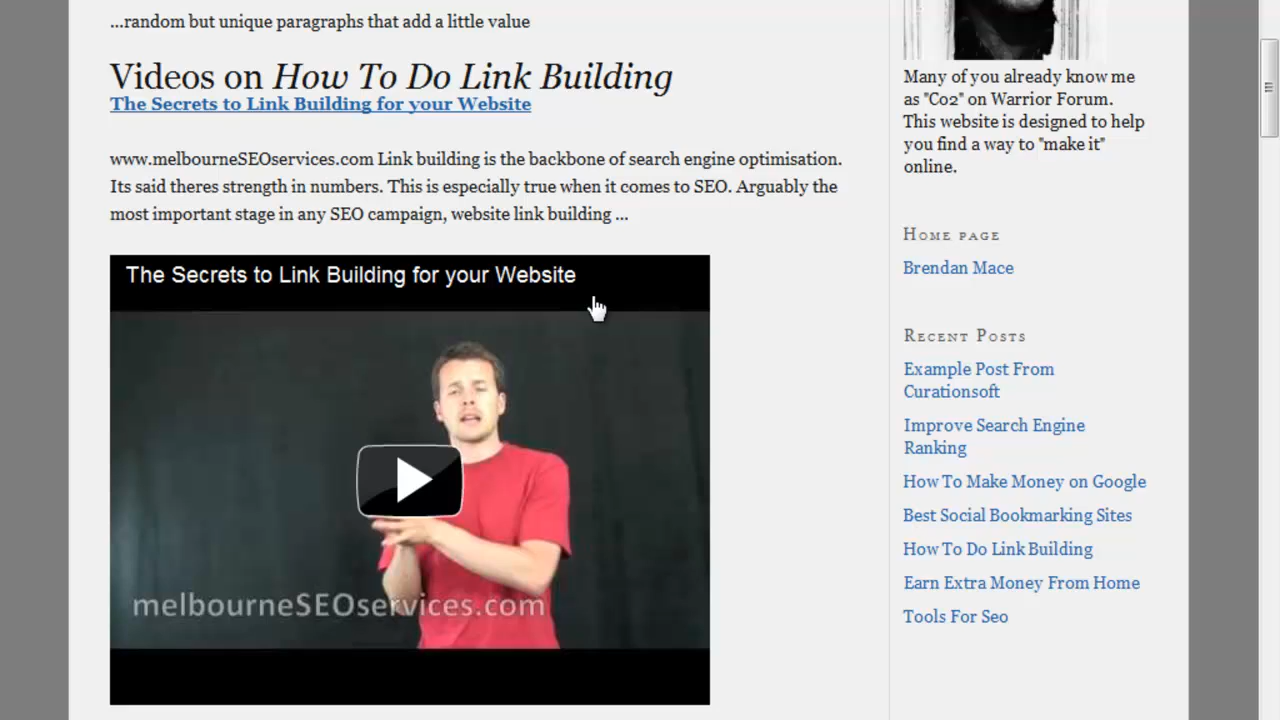 ...random but unique paragraphs that add a little value
Videos on How To Do Link Building
The Secrets to Link Building for your Website
www.melbourneSEOservices.com Link building is the backbone of search engine optimisation.
Its said theres strength in numbers. This is especially true when it comes to SEO. Arguably the
most important stage in any SEO campaign, website link building ...
The Secrets to Link Building for your Website
melbourneSEOservices.com
Many of you already know me
as "Co2" on Warrior Forum.
This website is designed to help
you find a way to "make it"
online.
Home page
Brendan Mace
Recent Posts
Example Post From
Curationsoft
Improve Search Engine
Ranking
How To Make Money on Google
Best Social Bookmarking Sites
How To Do Link Building
Earn Extra Money From Home
Tools For Seo